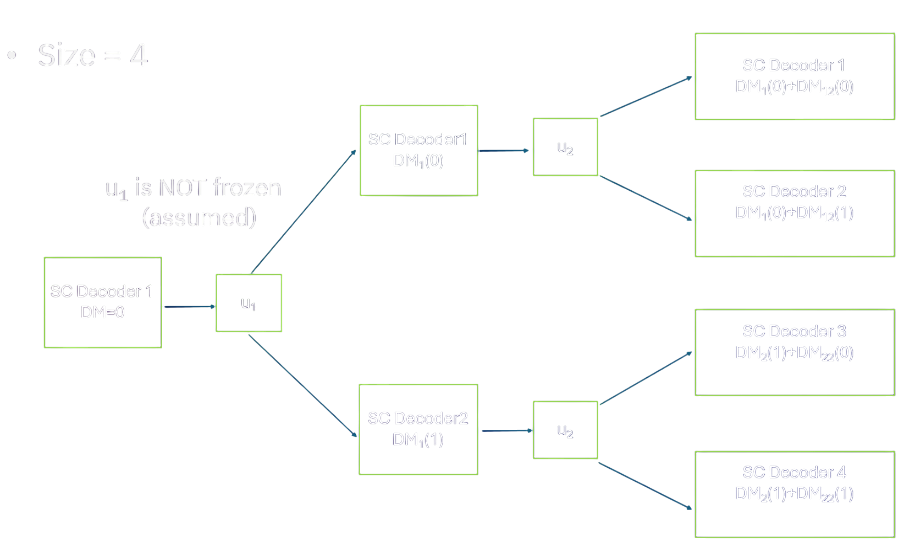 • Size = 4
u₁ is NOT frozen
(assumed)
SC Decoder 1
DM=0
u₁
SC Decoder1
DM₁(0)
u₂
SC Decoder 1
DM₁(0)+DM₁₂(0)
SC Decoder 2
DM₁(0)+DM₁₂(1)
SC Decoder2
DM₁(1)
u₂
SC Decoder 3
DM₂(1)+DM₂₂(0)
SC Decoder 4
DM₂(1)+DM₂₂(1)